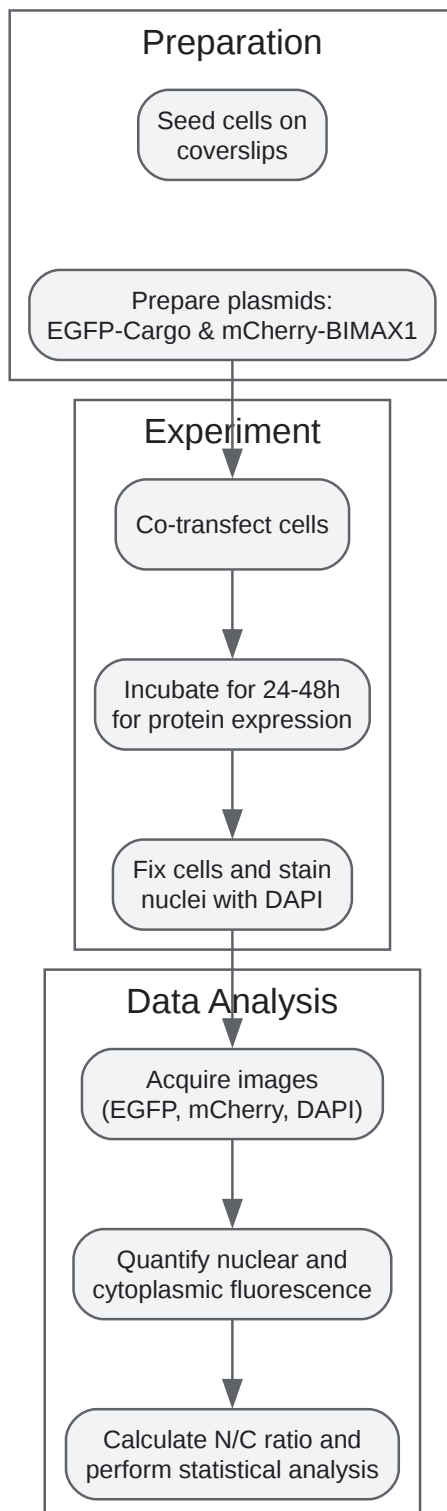 Preparation
Seed cells on
coverslips
Prepare plasmids:
EGFP-Cargo & mCherry-BIMAX1
Experiment
Co-transfect cells
Incubate for 24-48h
for protein expression
Fix cells and stain
nuclei with DAPI
Data Analysis
Acquire images
(EGFP, mCherry, DAPI)
Quantify nuclear and
cytoplasmic fluorescence
Calculate N/C ratio and
perform statistical analysis